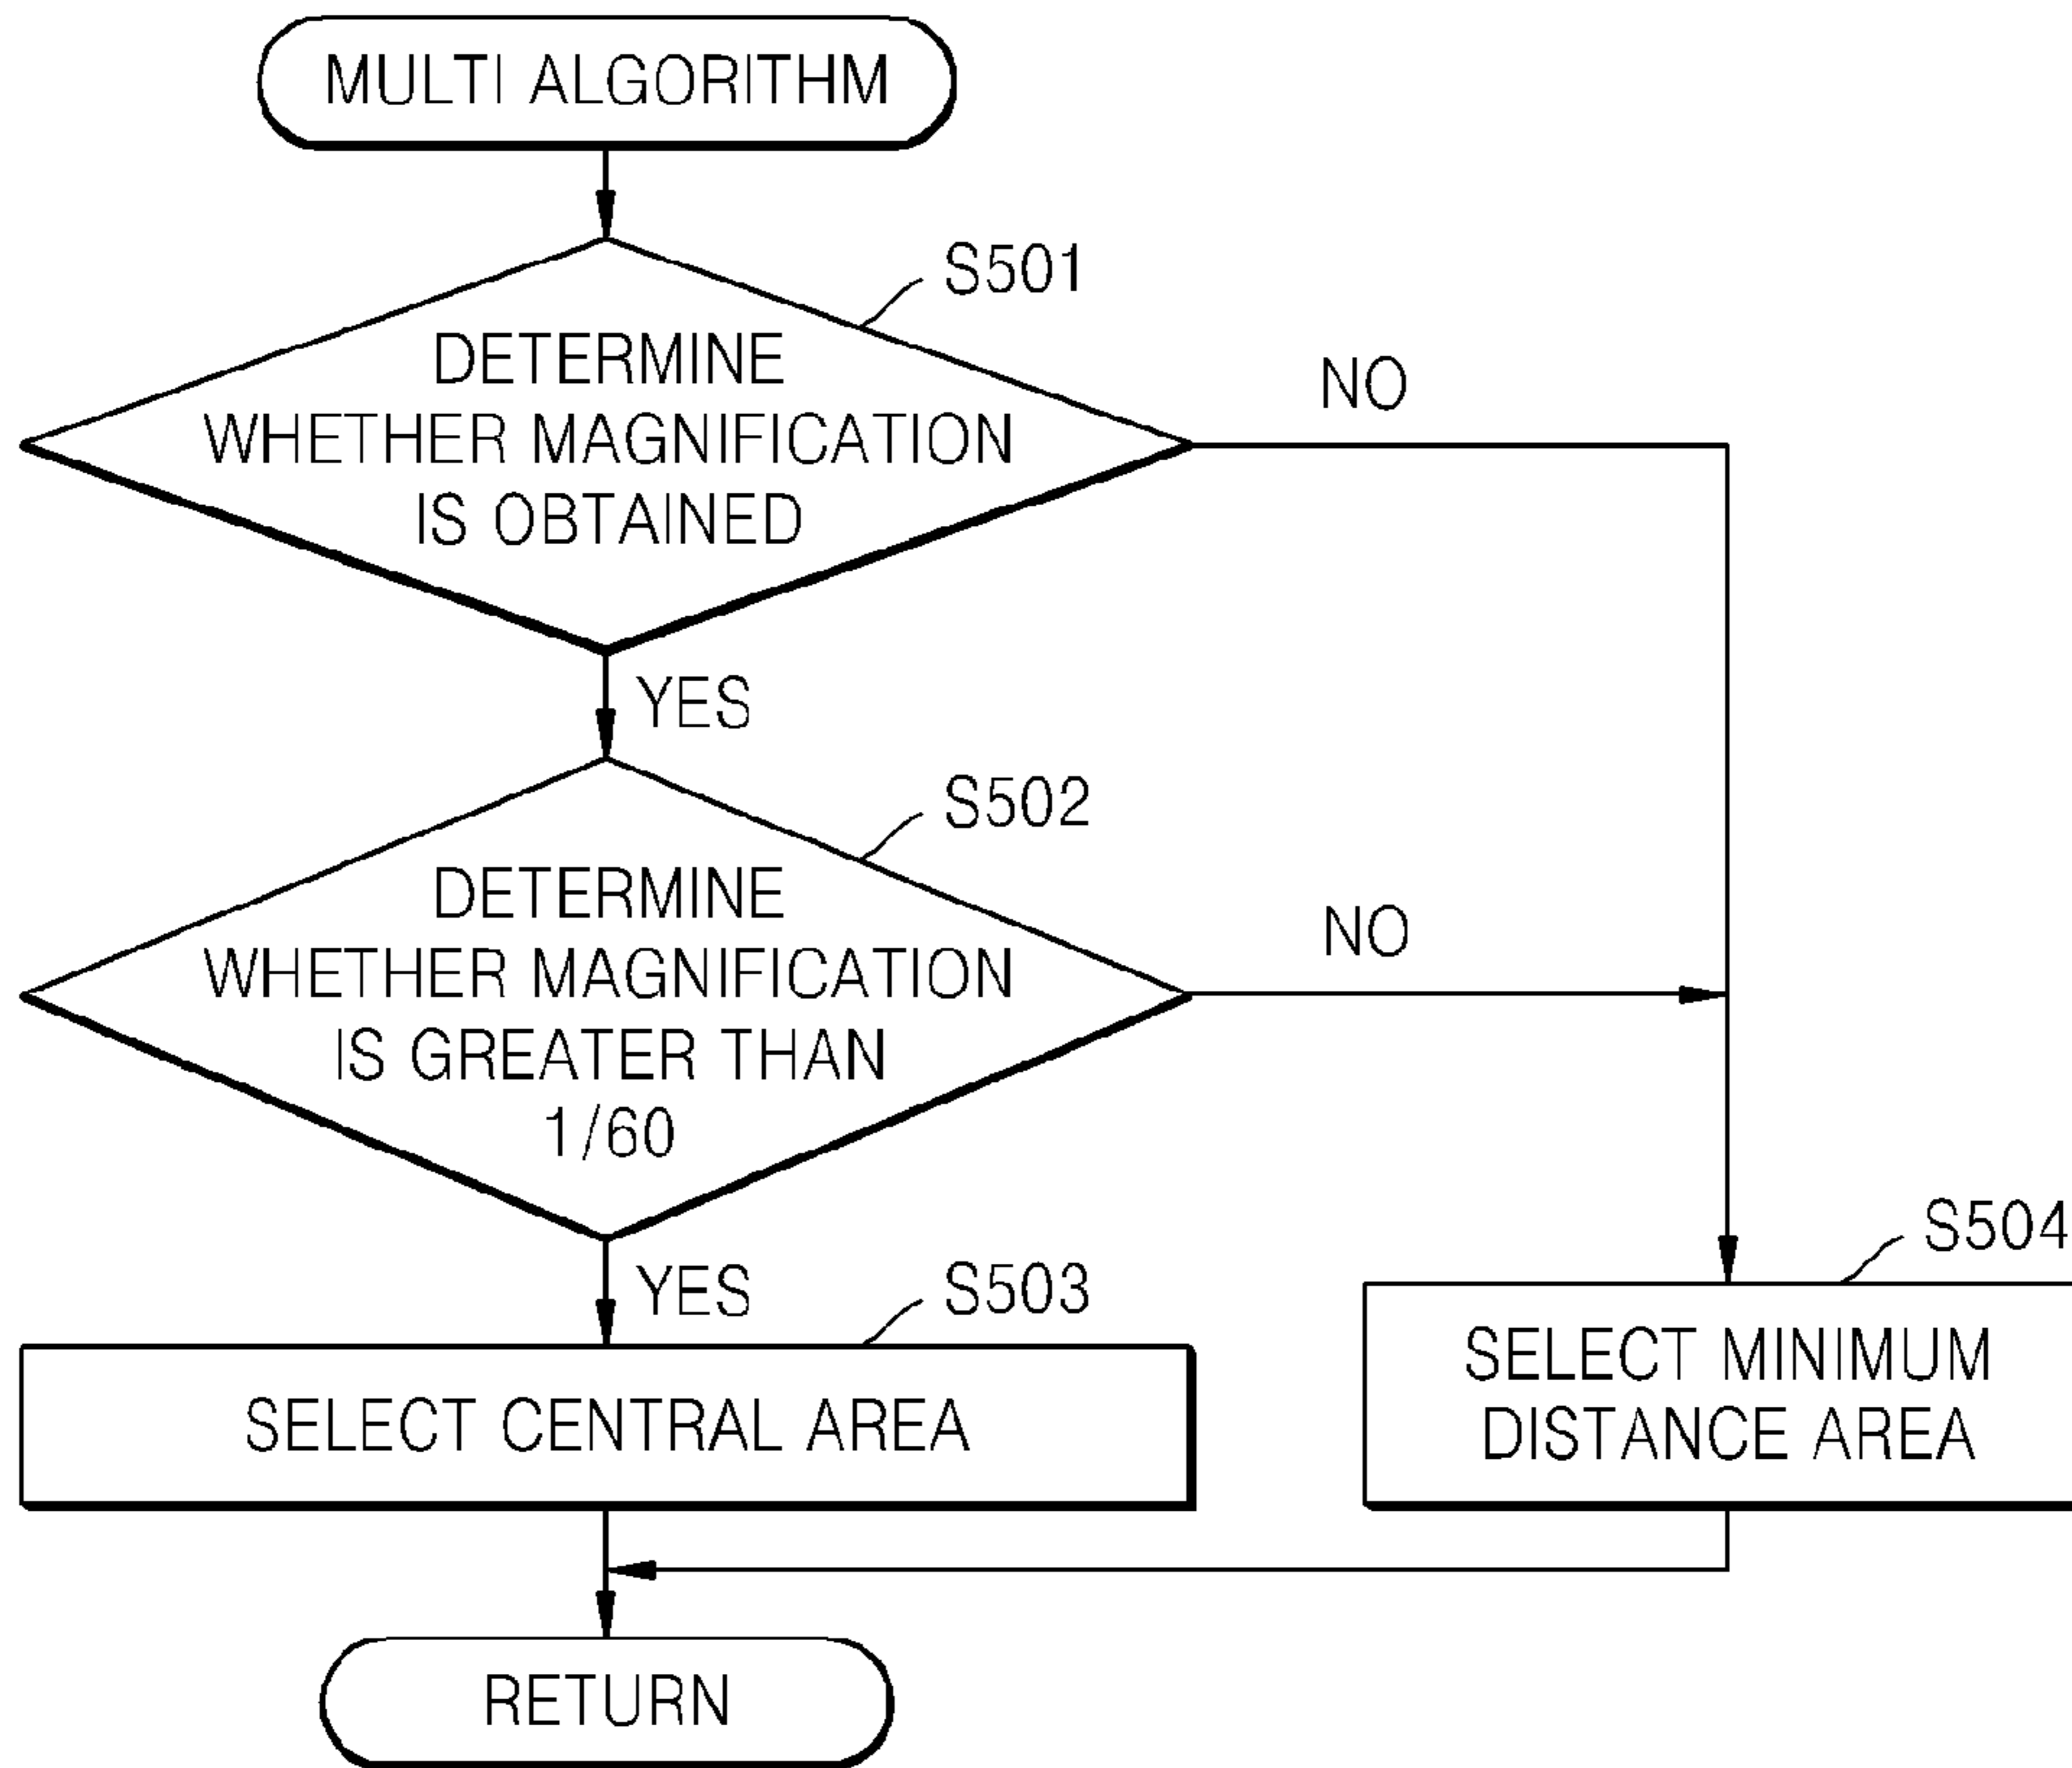 MULTI ALGORITHM
S501
DETERMINE
WHETHER MAGNIFICATION
IS OBTAINED
NO
YES
S502
DETERMINE
WHETHER MAGNIFICATION
IS GREATER THAN
1/60
NO
YES
S503
SELECT CENTRAL AREA
S504
SELECT MINIMUM
DISTANCE AREA
RETURN